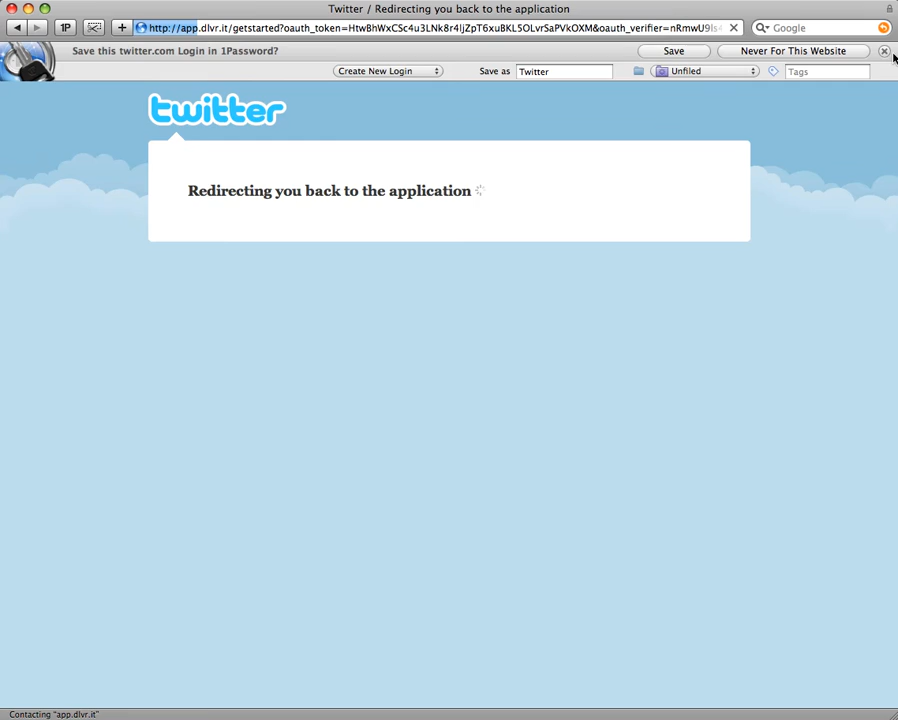 Twitter / Redirecting you back to the application
1P
http://app.dlvr.it/getstarted?oauth_token=HtwBhWxCSc4u3LNk8r4IjZpT6xuBKL5OLvrSaPVkOXM&oauth_verifier=nRmwU9
Google
Save this twitter.com Login in 1Password?
Save
Never For This Website
Create New Login
Save as
Twitter
Unfiled
Tags
twitter
Redirecting you back to the application
Contacting "app.dlvr.it"